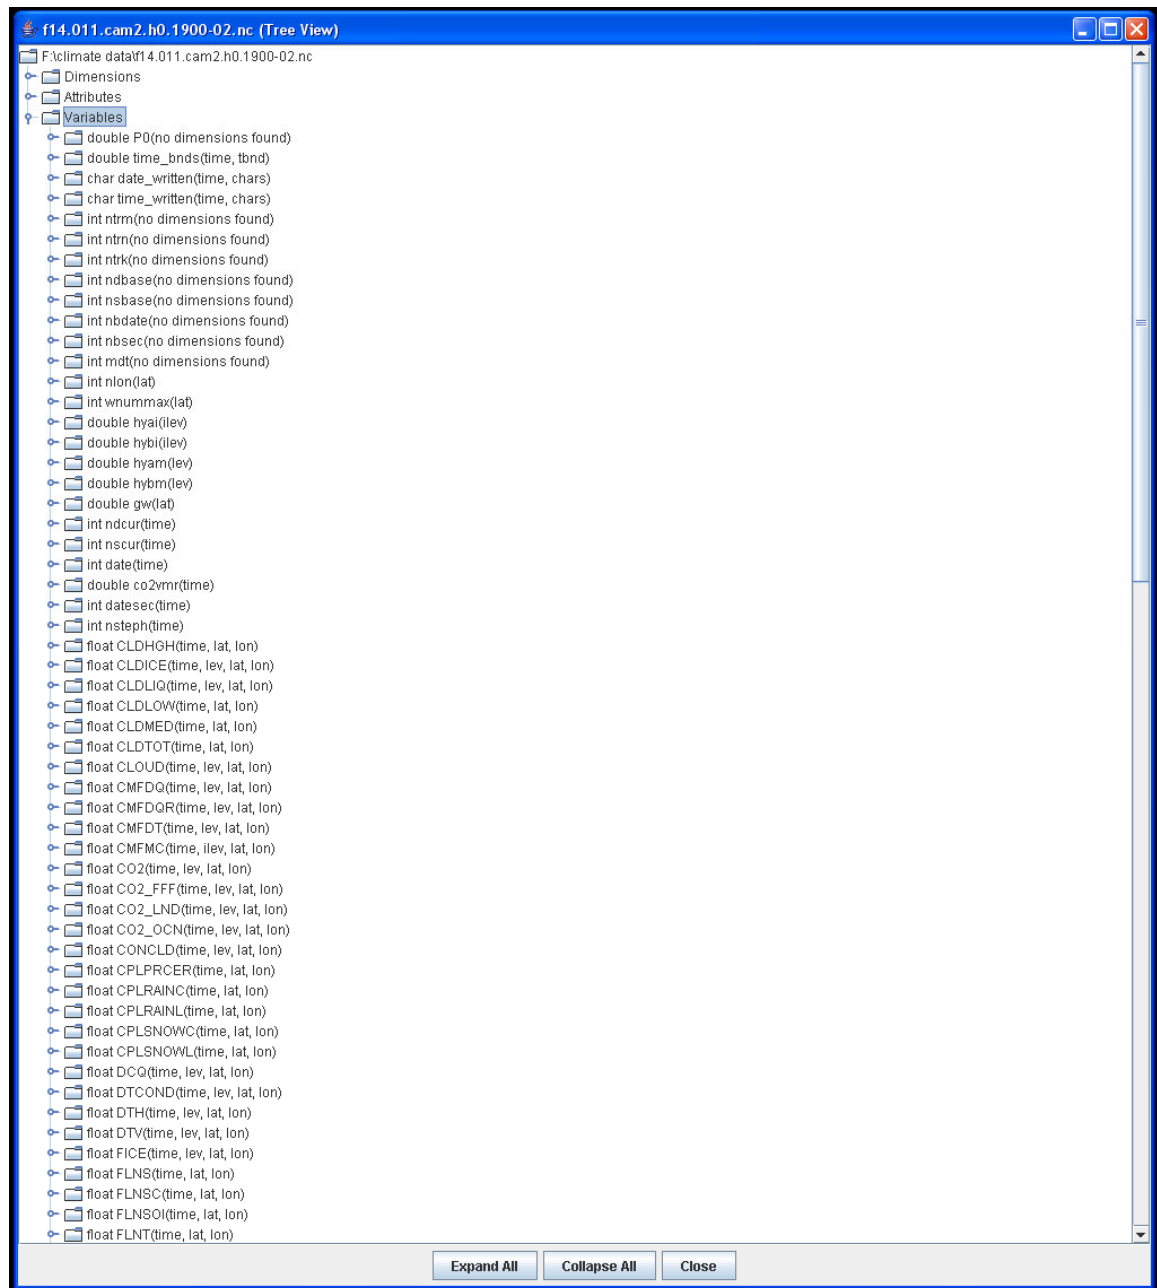 f14.011.cam2.h0.1900-02.nc (Tree View)
F:\climate data\f14.011.cam2.h0.1900-02.nc
Dimensions
Attributes
Variables
double P0(no dimensions found)
double time_bnds(time, tbnd)
char date_written(time, chars)
char time_written(time, chars)
int ntrm(no dimensions found)
int ntrn(no dimensions found)
int ntrk(no dimensions found)
int ndbase(no dimensions found)
int nsbase(no dimensions found)
int nbdate(no dimensions found)
int nbsec(no dimensions found)
int mdt(no dimensions found)
int nlon(lat)
int wnummax(lat)
double hyai(ilev)
double hybi(ilev)
double hyam(lev)
double hybm(lev)
double gw(lat)
int ndcur(time)
int nscur(time)
int date(time)
double co2vmr(time)
int datesec(time)
int nsteph(time)
float CLDHGH(time, lat, lon)
float CLDICE(time, lev, lat, lon)
float CLDLIQ(time, lev, lat, lon)
float CLDLOW(time, lat, lon)
float CLDMED(time, lat, lon)
float CLDTOT(time, lat, lon)
float CLOUD(time, lev, lat, lon)
float CMFDQ(time, lev, lat, lon)
float CMFDQR(time, lev, lat, lon)
float CMFDT(time, lev, lat, lon)
float CMFMC(time, ilev, lat, lon)
float CO2(time, lev, lat, lon)
float CO2_FFF(time, lev, lat, lon)
float CO2_LND(time, lev, lat, lon)
float CO2_OCN(time, lev, lat, lon)
float CONCLD(time, lev, lat, lon)
float CPLPRCER(time, lat, lon)
float CPLRAINC(time, lat, lon)
float CPLRAINL(time, lat, lon)
float CPLSNOWC(time, lat, lon)
float CPLSNOWL(time, lat, lon)
float DCQ(time, lev, lat, lon)
float DTCOND(time, lev, lat, lon)
float DTH(time, lev, lat, lon)
float DTV(time, lev, lat, lon)
float FICE(time, lev, lat, lon)
float FLNS(time, lat, lon)
float FLNSC(time, lat, lon)
float FLNSOI(time, lat, lon)
float FLNT(time, lat, lon)
Expand All Collapse All Close